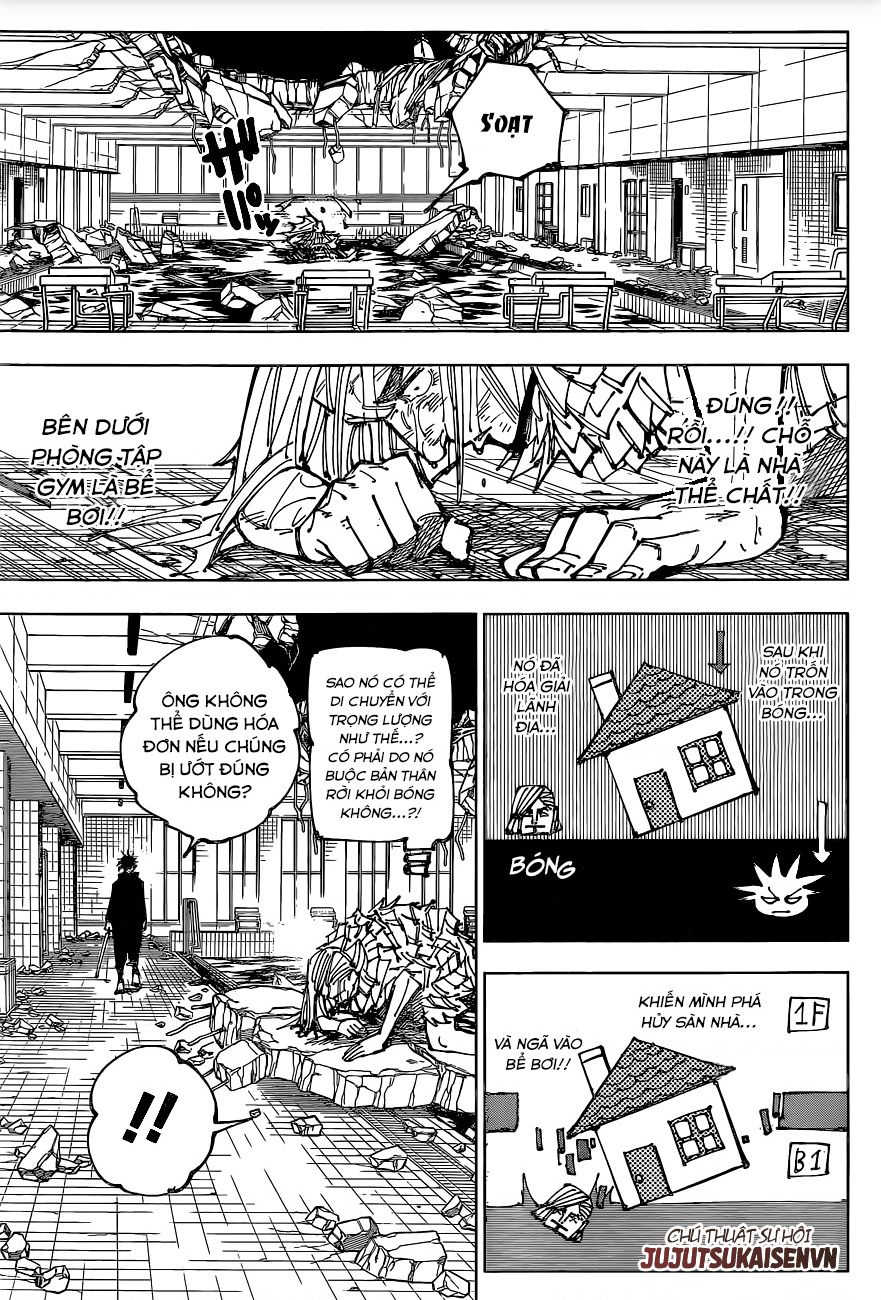 SOẠT
ĐÚNG!!
RỒI...!! CHỖ
NÀY LÀ NHÀ
THỂ CHẤT!!
BÊN DƯỚI
PHÒNG TẬP
GYM LÀ BỂ
BƠI!!
SAU KHI
NÓ TRỐN
VÀO TRONG
BÓNG...
NÓ ĐÃ
HÓA GIẢI
LÃNH
ĐỊA...
BÓNG
KHIẾN MÌNH PHÁ
HỦY SÀN NHÀ...
1F
VÀ NGÃ VÀO
BỂ BƠI!!
B1
SAO NÓ CÓ THỂ
DI CHUYỂN VỚI
TRỌNG LƯỢNG
NHƯ THẾ...?
CÓ PHẢI DO NÓ
BUỘC BẢN THÂN
RỜI KHỎI BÓNG
KHÔNG...?!
ÔNG KHÔNG
THỂ DÙNG HÓA
ĐƠN NẾU CHÚNG
BỊ ƯỚT ĐÚNG
KHÔNG?
!!
CHÚ THUẬT SƯ HỘI
JUJUTSUKAISENVN